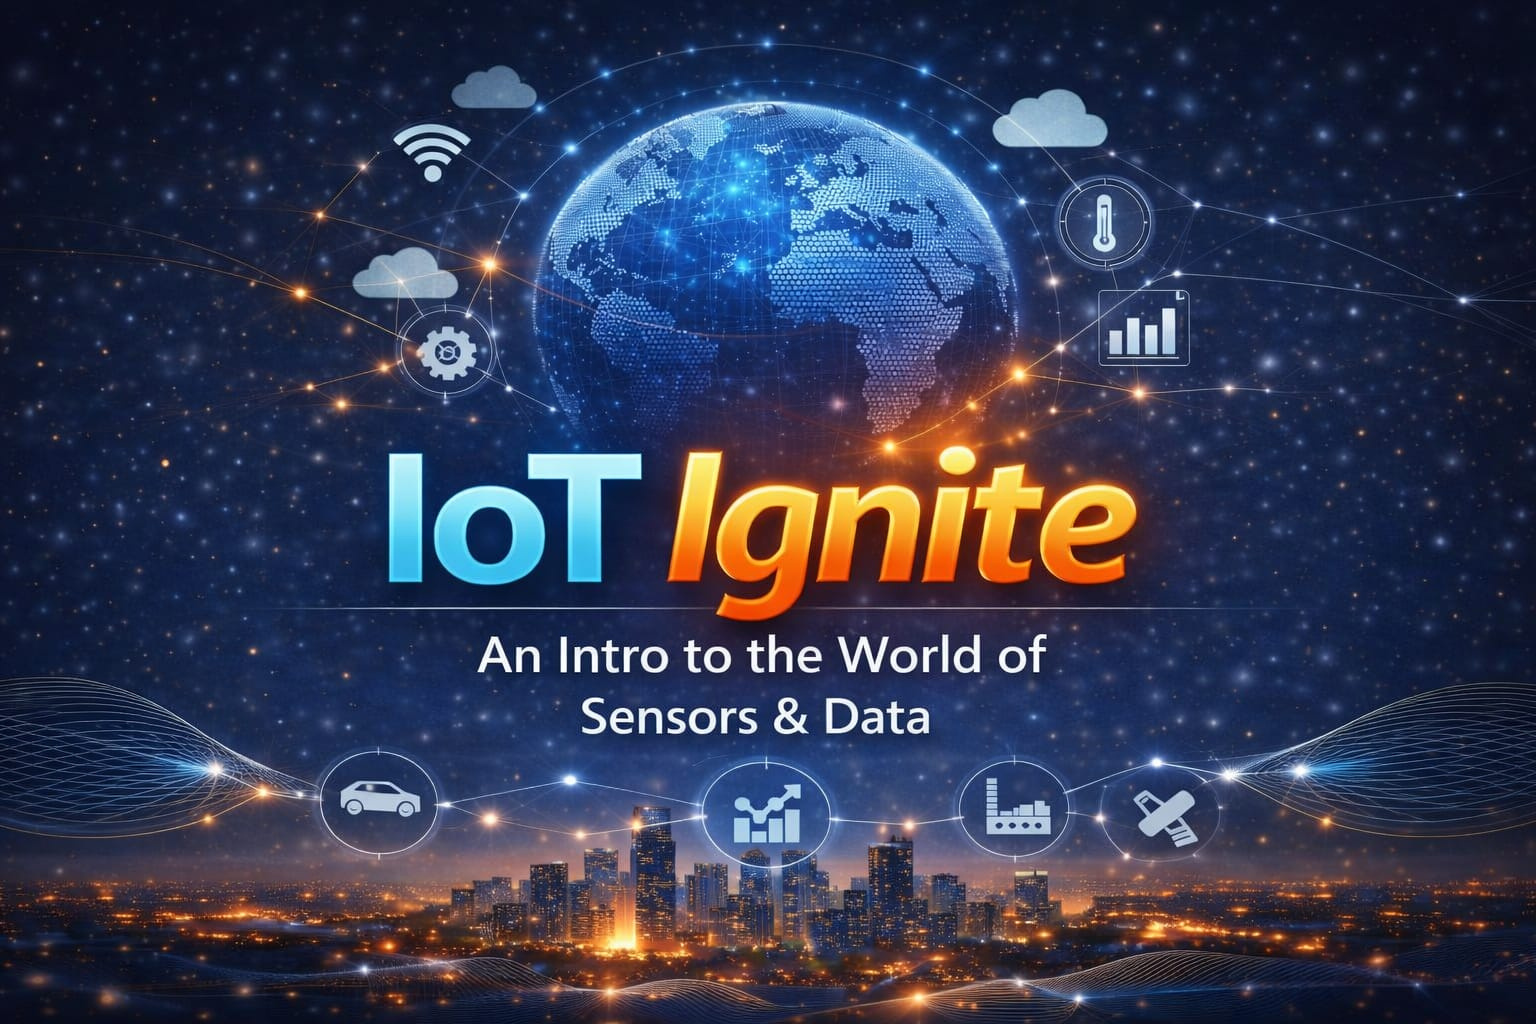 IoT Ignite
An Intro to the World of
Sensors & Data